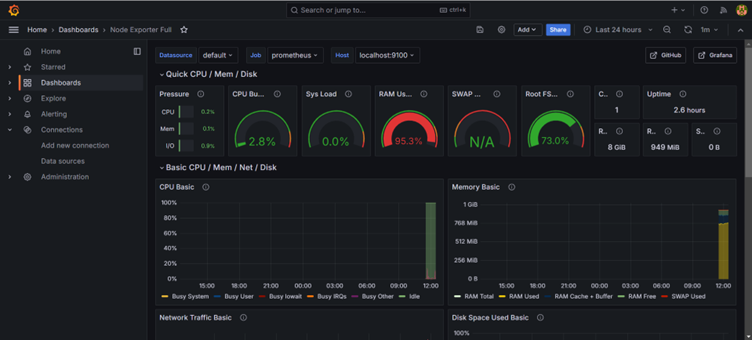 Search or jump to...
ctrl+k
Home > Dashboards > Node Exporter Full
Add
Share
Last 24 hours
1m
Home
Starred
Dashboards
Explore
Alerting
Connections
Add new connection
Data sources
Administration
Datasource default Job prometheus Host localhost:9100
GitHub
Grafana
Quick CPU / Mem / Disk
Pressure
CPU 0.2%
Mem 0.1%
I/O 0.9%
CPU Bu...
2.8%
Sys Load
0.0%
RAM Us...
95.3%
SWAP ...
N/A
Root FS...
73.0%
C...
1
Uptime
2.6 hours
R...
8 GiB
R...
949 MiB
S...
0 B
Basic CPU / Mem / Net / Disk
CPU Basic
100%
80%
60%
40%
20%
0%
15:00 18:00 21:00 00:00 03:00 06:00 09:00 12:00
Busy System Busy User Busy Iowait Busy IRQs Busy Other Idle
Memory Basic
1 GiB
768 MiB
512 MiB
256 MiB
0 B
15:00 18:00 21:00 00:00 03:00 06:00 09:00 12:00
RAM Total RAM Used RAM Cache + Buffer RAM Free SWAP Used
Network Traffic Basic
Disk Space Used Basic
100%